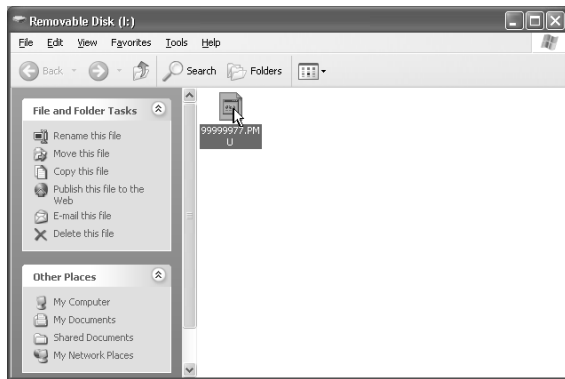 Removable Disk (I:)
File Edit View Favorites Tools Help
Back Search Folders
File and Folder Tasks
Rename this file
Move this file
Copy this file
Publish this file to the
Web
E-mail this file
Delete this file
Other Places
My Computer
My Documents
Shared Documents
My Network Places
99999977.PM
U